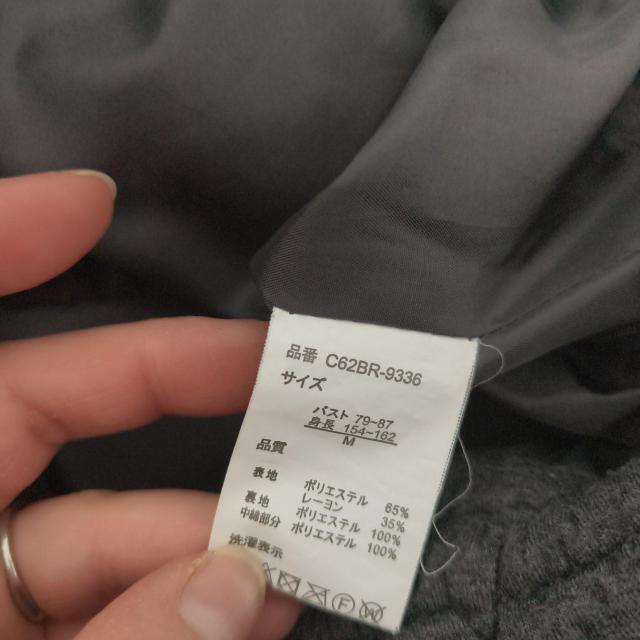 品番 C62BR-9336
サイズ
バスト 79-87
身長 154-162
M
品質
表地 ポリエステル 65%
レーヨン 35%
裏地 ポリエステル 100%
中綿部分 ポリエステル 100%
洗濯表示